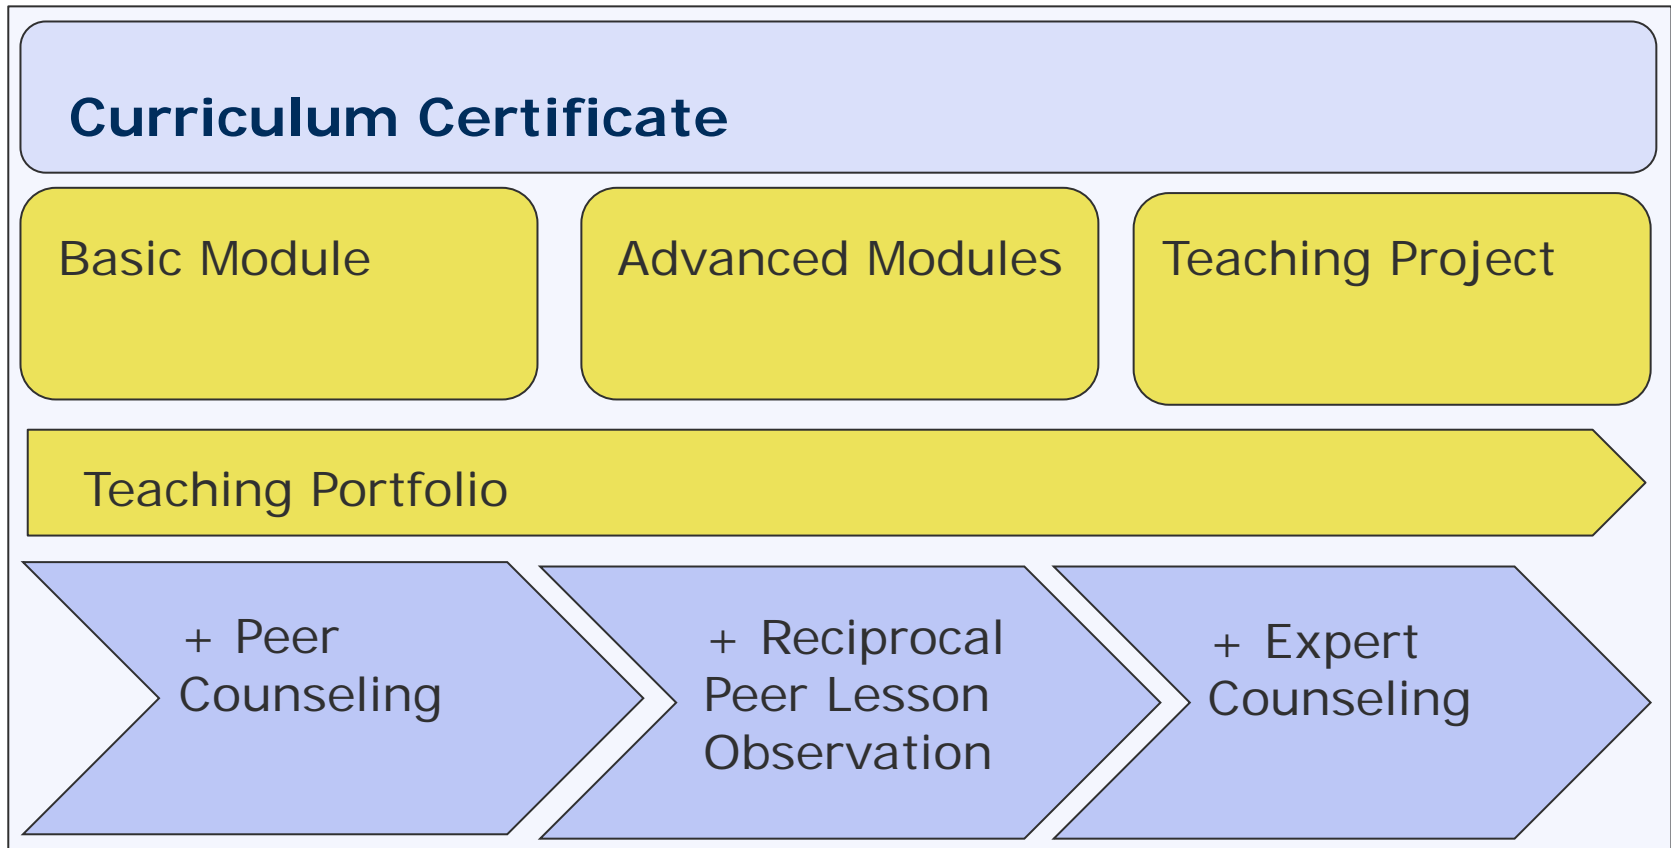 Curriculum Certificate
Basic Module
Advanced Modules
Teaching Project
Teaching Portfolio
+ Peer
Counseling
+ Reciprocal
Peer Lesson
Observation
+ Expert
Counseling